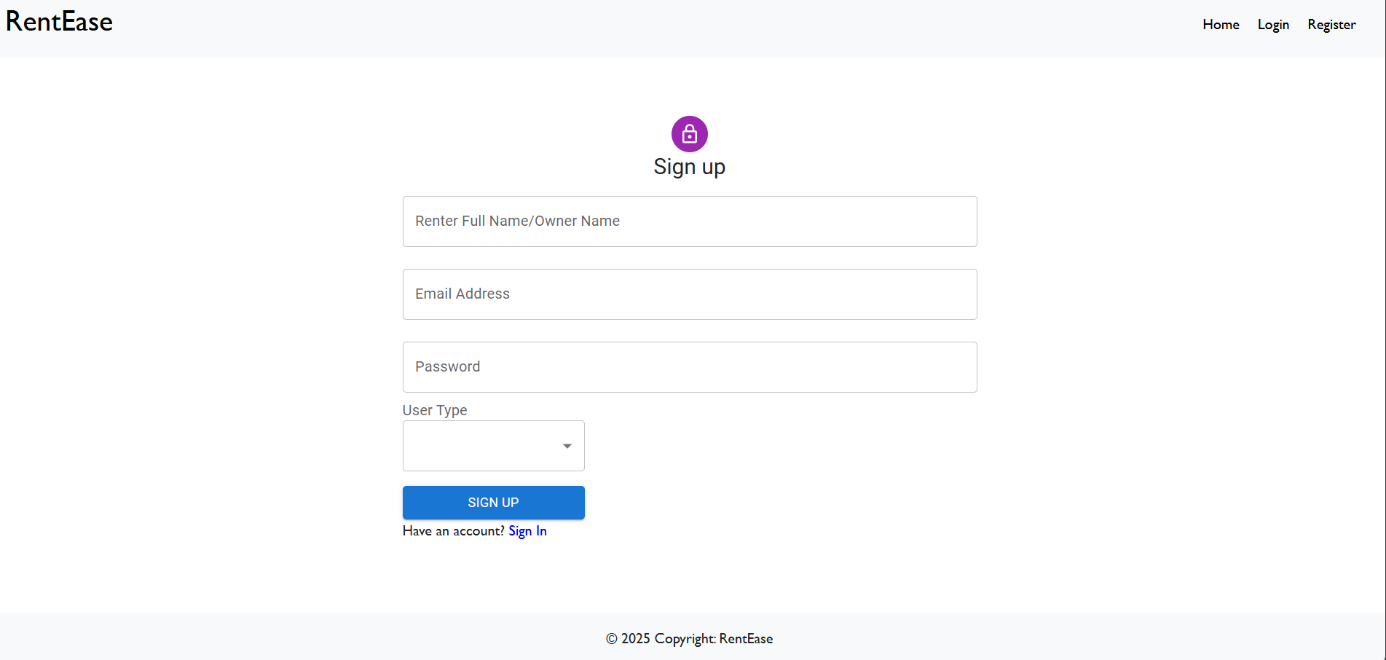 RentEase
Home Login Register
Sign up
Renter Full Name/Owner Name
Email Address
Password
User Type
SIGN UP
Have an account? Sign In
© 2025 Copyright: RentEase